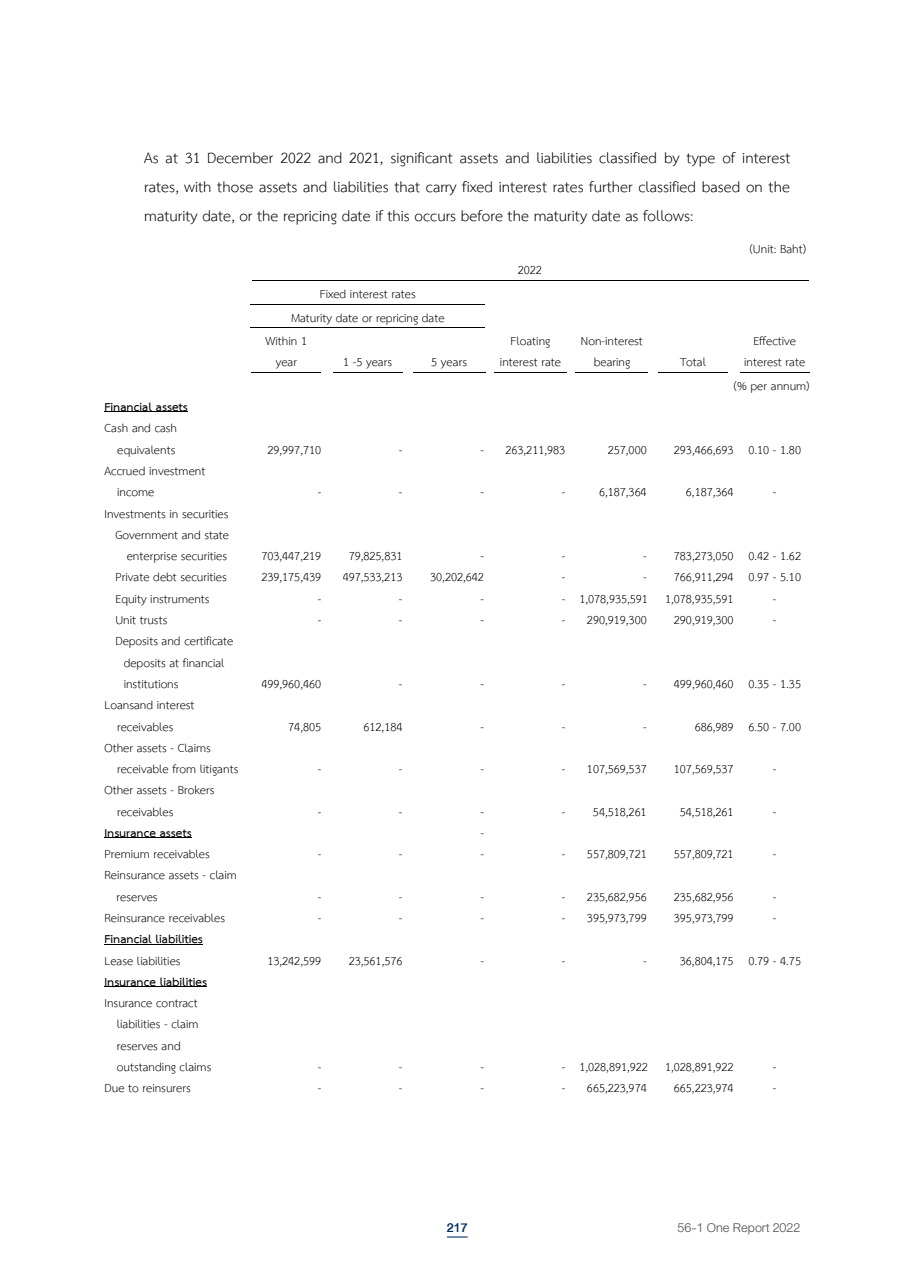 As at 31 December 2022 and 2021, significant assets and liabilities classified by type of interest
rates, with those assets and liabilities that carry fixed interest rates further classified based on the
maturity date, or the repricing date if this occurs before the maturity date as follows:
(Unit: Baht)
2022
Fixed interest rates
Maturity date or repricing date
Within 1 Floating Non-interest Effective
year 1 -5 years 5 years interest rate bearing Total interest rate
(% per annum)
Financial assets
Cash and cash
equivalents 29,997,710 - - 263,211,983 257,000 293,466,693 0.10 - 1.80
Accrued investment
income - - - - 6,187,364 6,187,364 -
Investments in securities
Government and state
enterprise securities 703,447,219 79,825,831 - - - 783,273,050 0.42 - 1.62
Private debt securities 239,175,439 497,533,213 30,202,642 - - 766,911,294 0.97 - 5.10
Equity instruments - - - - 1,078,935,591 1,078,935,591 -
Unit trusts - - - - 290,919,300 290,919,300 -
Deposits and certificate
deposits at financial
institutions 499,960,460 - - - - 499,960,460 0.35 - 1.35
Loansand interest
receivables 74,805 612,184 - - - 686,989 6.50 - 7.00
Other assets - Claims
receivable from litigants - - - - 107,569,537 107,569,537 -
Other assets - Brokers
receivables - - - - 54,518,261 54,518,261 -
Insurance assets -
Premium receivables - - - - 557,809,721 557,809,721 -
Reinsurance assets - claim
reserves - - - - 235,682,956 235,682,956 -
Reinsurance receivables - - - - 395,973,799 395,973,799 -
Financial liabilities
Lease liabilities 13,242,599 23,561,576 - - - 36,804,175 0.79 - 4.75
Insurance liabilities
Insurance contract
liabilities - claim
reserves and
outstanding claims - - - - 1,028,891,922 1,028,891,922 -
Due to reinsurers - - - - 665,223,974 665,223,974 -
217 56-1 One Report 2022